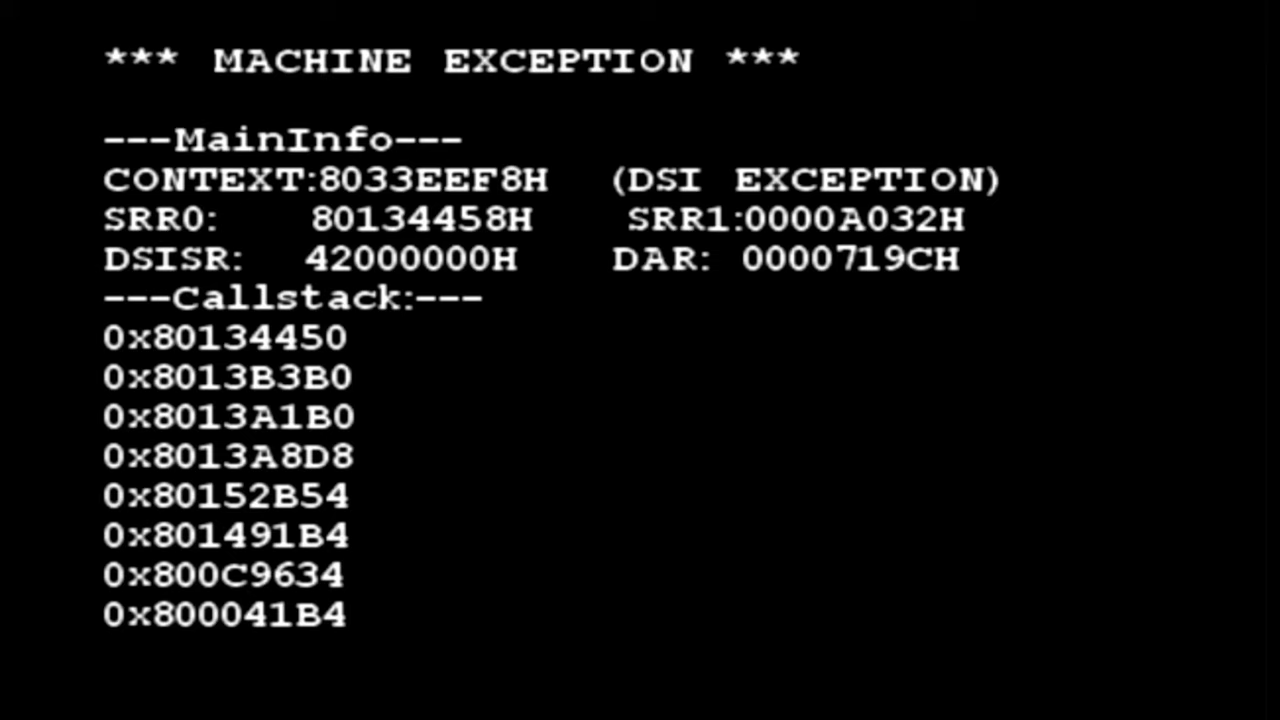 *** MACHINE EXCEPTION ***
---MainInfo---
CONTEXT:8033EEF8H (DSI EXCEPTION)
SRR0: 80134458H SRR1:0000A032H
DSISR: 42000000H DAR: 0000719CH
---Callstack:---
0x80134450
0x8013B3B0
0x8013A1B0
0x8013A8D8
0x80152B54
0x801491B4
0x800C9634
0x800041B4